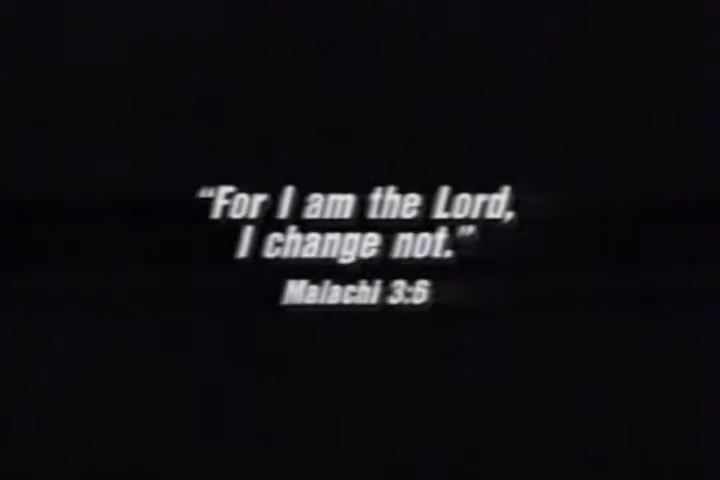 “For I am the Lord,
I change not.”
Malachi 3:6